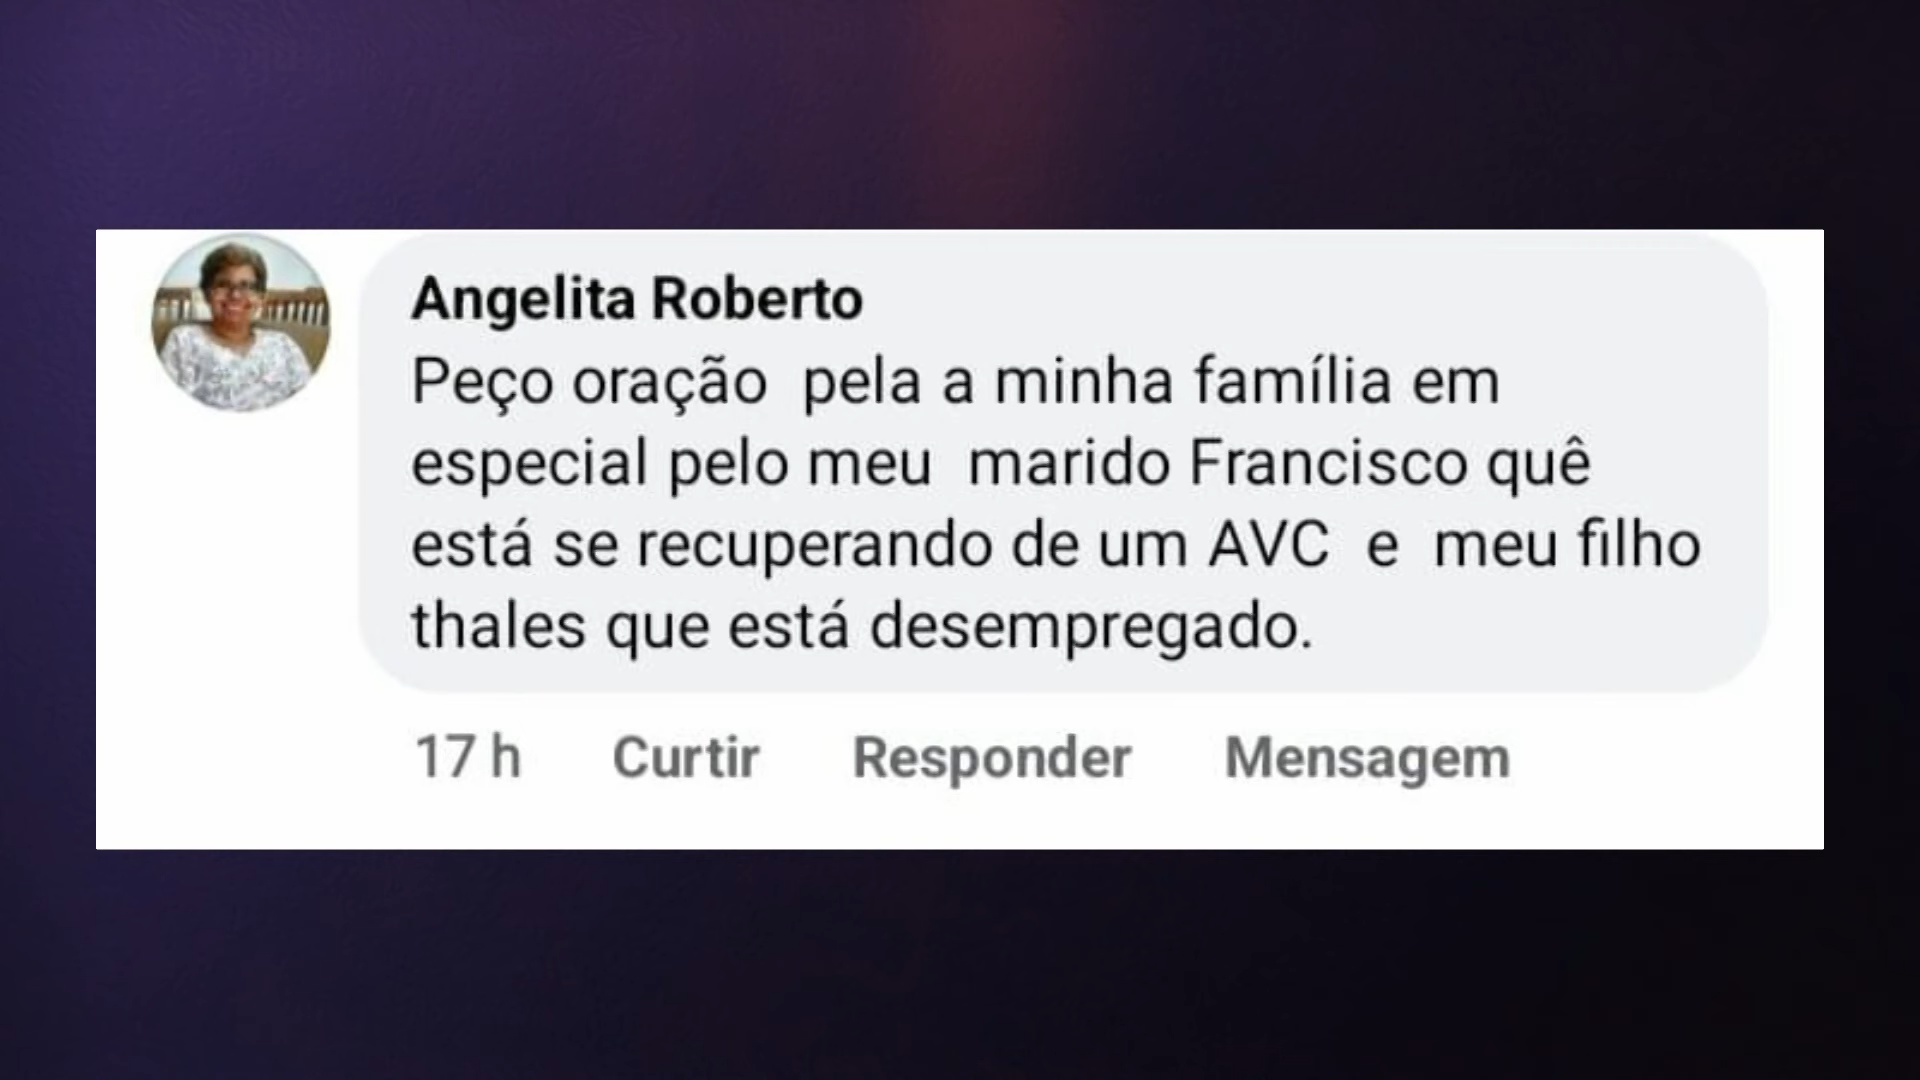 Angelita Roberto
Peço oração  pela a minha família em
especial pelo meu  marido Francisco quê
está se recuperando de um AVC  e  meu filho
thales que está desempregado.
17 h Curtir Responder Mensagem